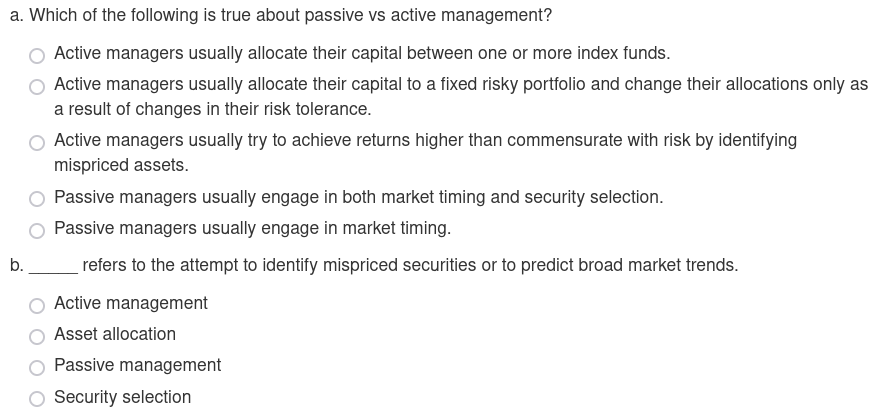 a. Which of the following is true about passive vs active management?
Active managers usually allocate their capital between one or more index funds.
Active managers usually allocate their capital to a fixed risky portfolio and change their allocations only as
a result of changes in their risk tolerance.
Active managers usually try to achieve returns higher than commensurate with risk by identifying
mispriced assets.
Passive managers usually engage in both market timing and security selection.
Passive managers usually engage in market timing.
b. _____ refers to the attempt to identify mispriced securities or to predict broad market trends.
Active management
Asset allocation
Passive management
Security selection